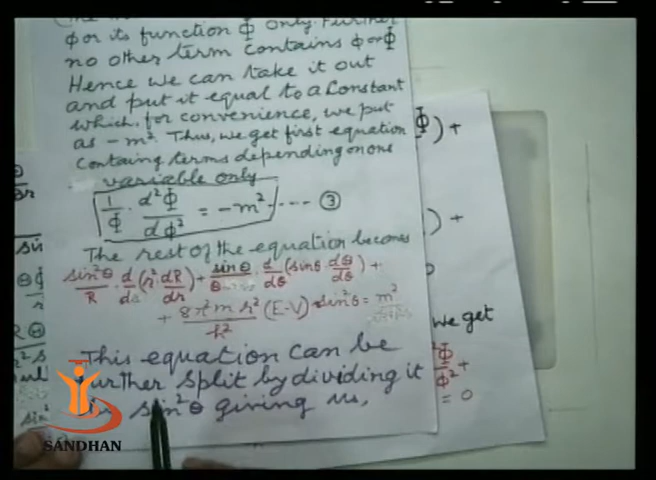 φ or its function Φ only. Further
no other term contains φ or Φ
Hence we can take it out
and put it equal to a constant
which, for convenience, we put
as -m². Thus, we get first equation
containg terms depending on one
variable only
1/Φ · d²Φ/dφ² = -m² ---- ③
The rest of the equation becomes
sin²θ/R · d/dr (r² dR/dr) + sinθ/Θ · d/dθ (sinθ dΘ/dθ) +
+ 8π²mr²/h² (E-V) sin²θ = m²
This equation can be
further split by dividing it
by sin²θ giving us,
we get
= 0
SANDHAN